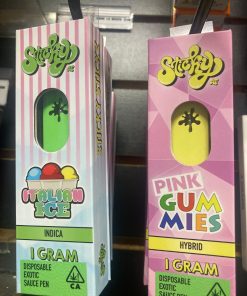 Sticky
ITALIAN
ICE
INDICA
1 GRAM
DISPOSABLE
EXOTIC
SAUCE PEN
CA
Sticky
PINK
GUM
MIES
HYBRID
1 GRAM
DISPOSABLE
EXOTIC
SAUCE PEN